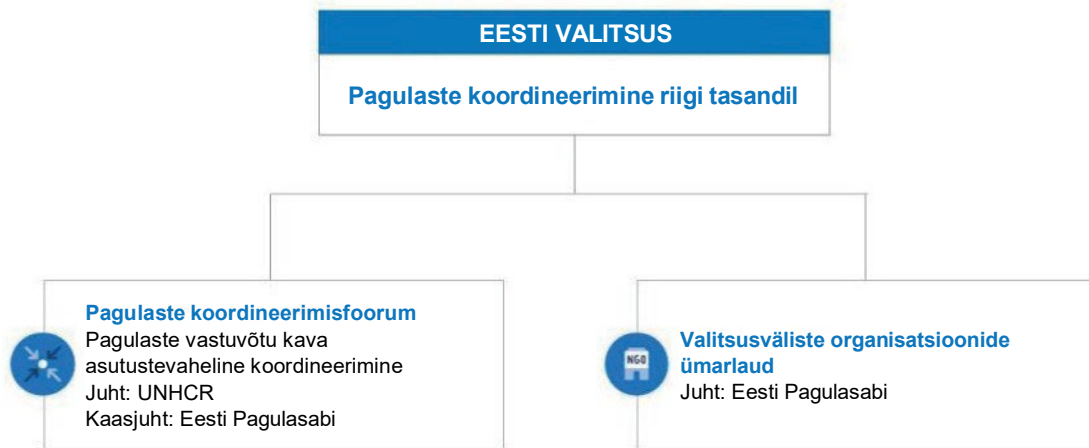 EESTI VALITSUS
Pagulaste koordineerimine riigi tasandil
Pagulaste koordineerimisfoorum
Pagulaste vastuvõtu kava
asutustevaheline koordineerimine
Juht: UNHCR
Kaasjuht: Eesti Pagulasabi
NGO
Valitsusväliste organisatsioonide
ümarlaud
Juht: Eesti Pagulasabi